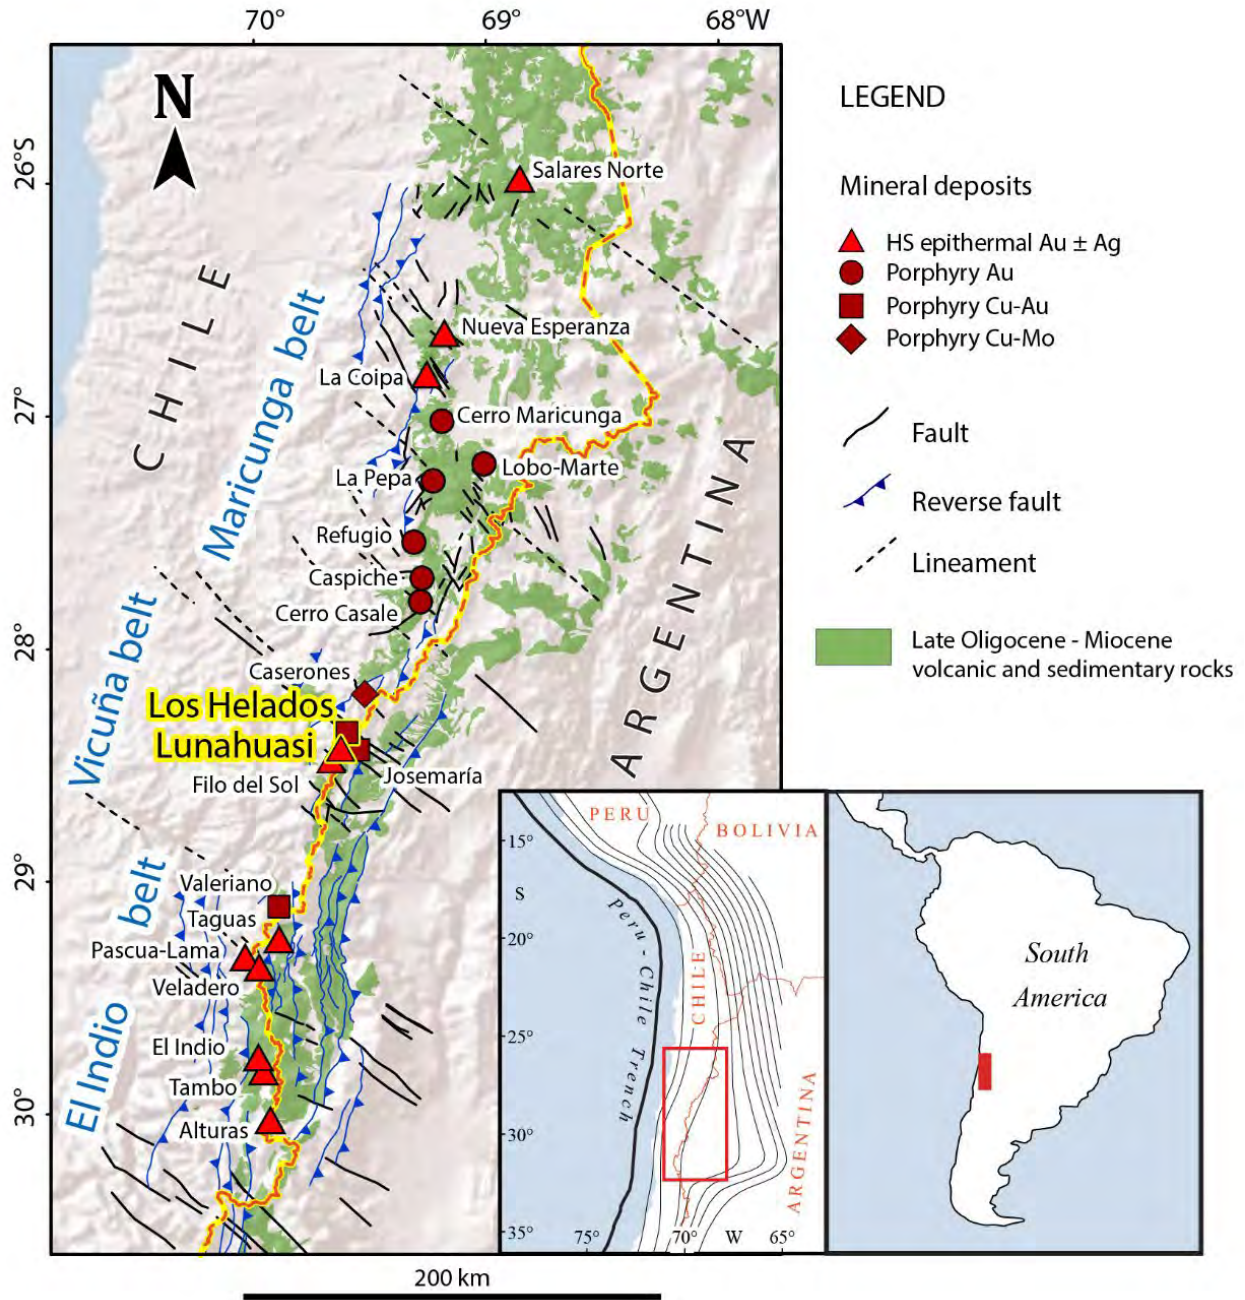 70°
69°
68°W
N
26°S
27°
28°
29°
30°
CHILE
ARGENTINA
Maricunga belt
Vicuña belt
El Indio belt
Salares Norte
Nueva Esperanza
La Coipa
Cerro Maricunga
Lobo-Marte
La Pepa
Refugio
Caspiche
Cerro Casale
Caserones
Los Helados
Lunahuasi
Filo del Sol
Josemaría
Valeriano
Taguas
Pascua-Lama
Veladero
El Indio
Tambo
Alturas
200 km
LEGEND
Mineral deposits
HS epithermal Au ± Ag
Porphyry Au
Porphyry Cu-Au
Porphyry Cu-Mo
Fault
Reverse fault
Lineament
Late Oligocene - Miocene
volcanic and sedimentary rocks
PERU
BOLIVIA
15°
S
20°
25°
30°
35°
Peru - Chile Trench
CHILE
ARGENTINA
75°
70°
W
65°
South
America